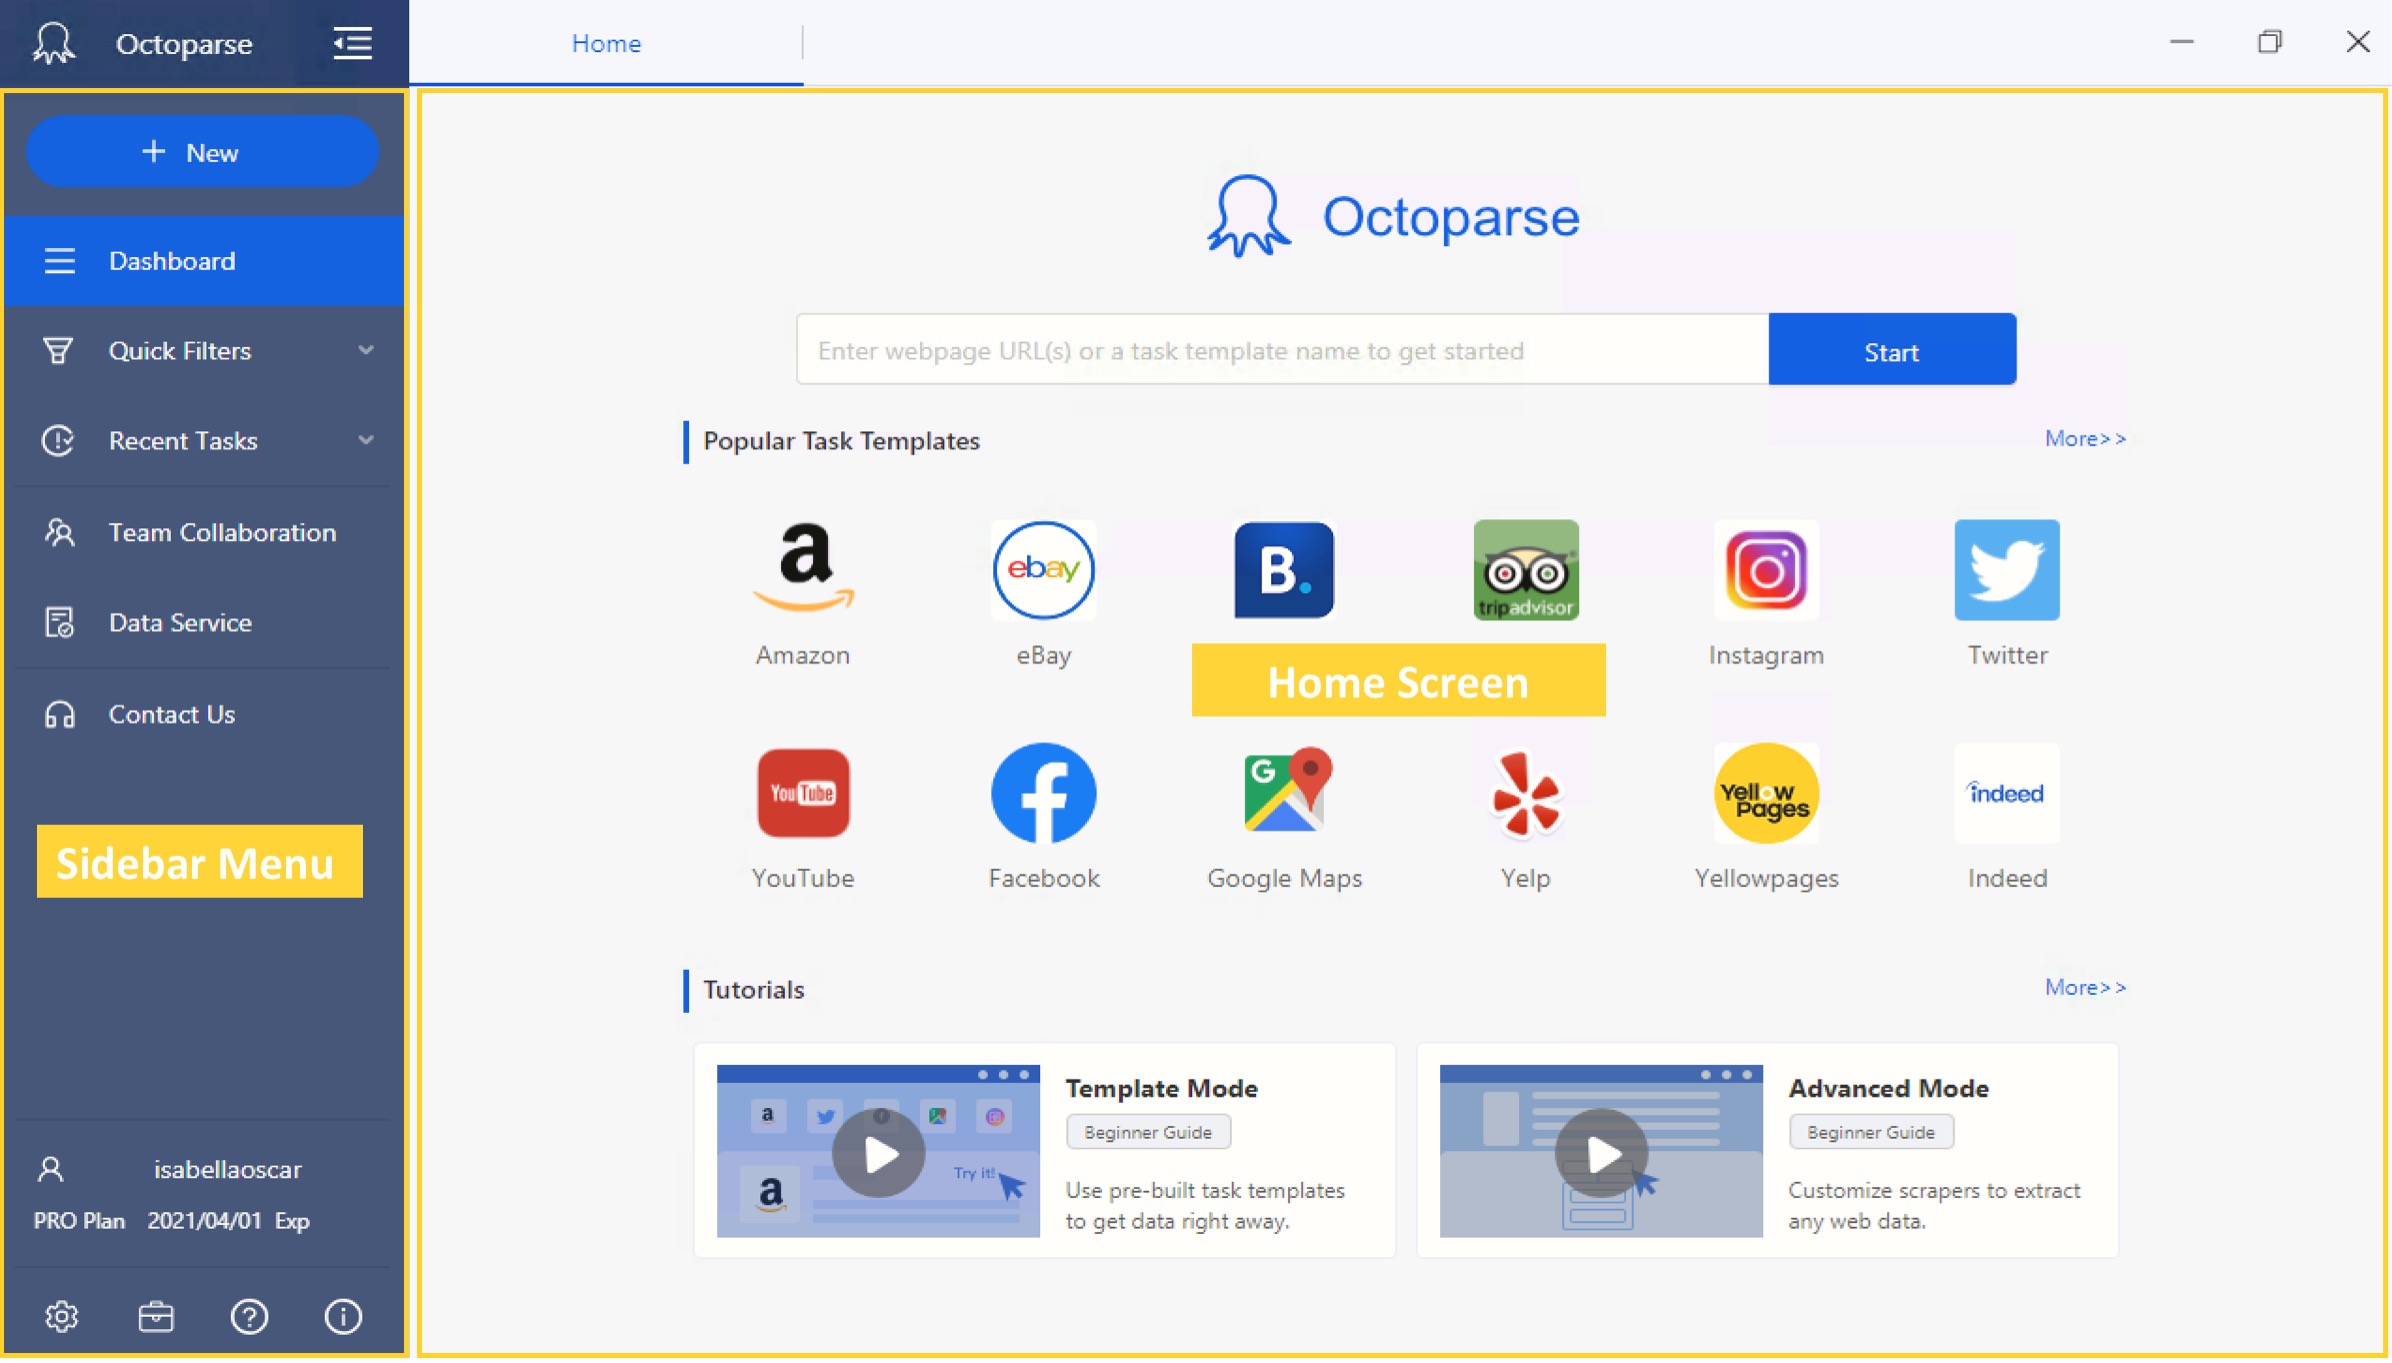 Octoparse
Home
+ New
Dashboard
Quick Filters
Recent Tasks
Team Collaboration
Data Service
Contact Us
Sidebar Menu
isabellaoscar
PRO Plan 2021/04/01 Exp
Octoparse
Enter webpage URL(s) or a task template name to get started
Start
Popular Task Templates
More>>
a
ebay
B.
tripadvisor
Amazon
eBay
Instagram
Twitter
Home Screen
YouTube
G
Yellow
Pages
indeed
YouTube
Facebook
Google Maps
Yelp
Yellowpages
Indeed
Tutorials
More>>
a
a
Try it!
Template Mode
Beginner Guide
Use pre-built task templates
to get data right away.
Advanced Mode
Beginner Guide
Customize scrapers to extract
any web data.